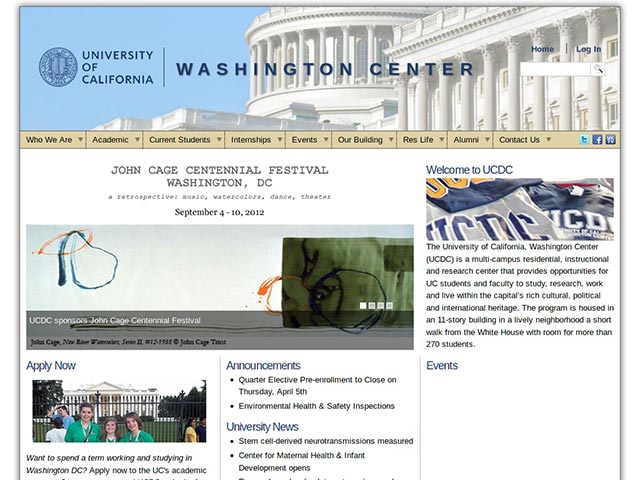 UNIVERSITY
OF
CALIFORNIA
WASHINGTON CENTER
Home | Log In
Who We Are
Academic
Current Students
Internships
Events
Our Building
Res Life
Alumni
Contact Us
JOHN CAGE CENTENNIAL FESTIVAL
WASHINGTON, DC
a retrospective: music, watercolors, dance, theater
September 4 - 10, 2012
UCDC sponsors John Cage Centennial Festival
John Cage, New River Watercolors, Series II, #12-1988 © John Cage Trust
Welcome to UCDC
UCDC
UCDC
The University of California, Washington Center
(UCDC) is a multi-campus residential, instructional
and research center that provides opportunities for
UC students and faculty to study, research, work
and live within the capital's rich cultural, political
and international heritage. The program is housed in
an 11-story building in a lively neighborhood a short
walk from the White House with room for more than
270 students.
Apply Now
Want to spend a term working and studying in
Washington DC? Apply now to the UC's academic
Announcements
Quarter Elective Pre-enrollment to Close on
Thursday, April 5th
Environmental Health & Safety Inspections
University News
Stem cell-derived neurotransmissions measured
Center for Maternal Health & Infant
Development opens
Events